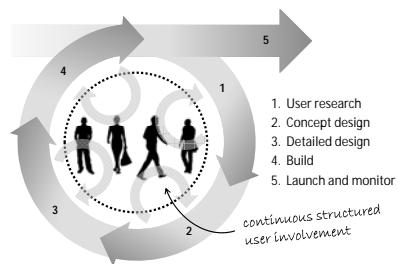 5
4
1
1. User research
2. Concept design
3. Detailed design
4. Build
5. Launch and monitor
3
2
continuous structured
user involvement